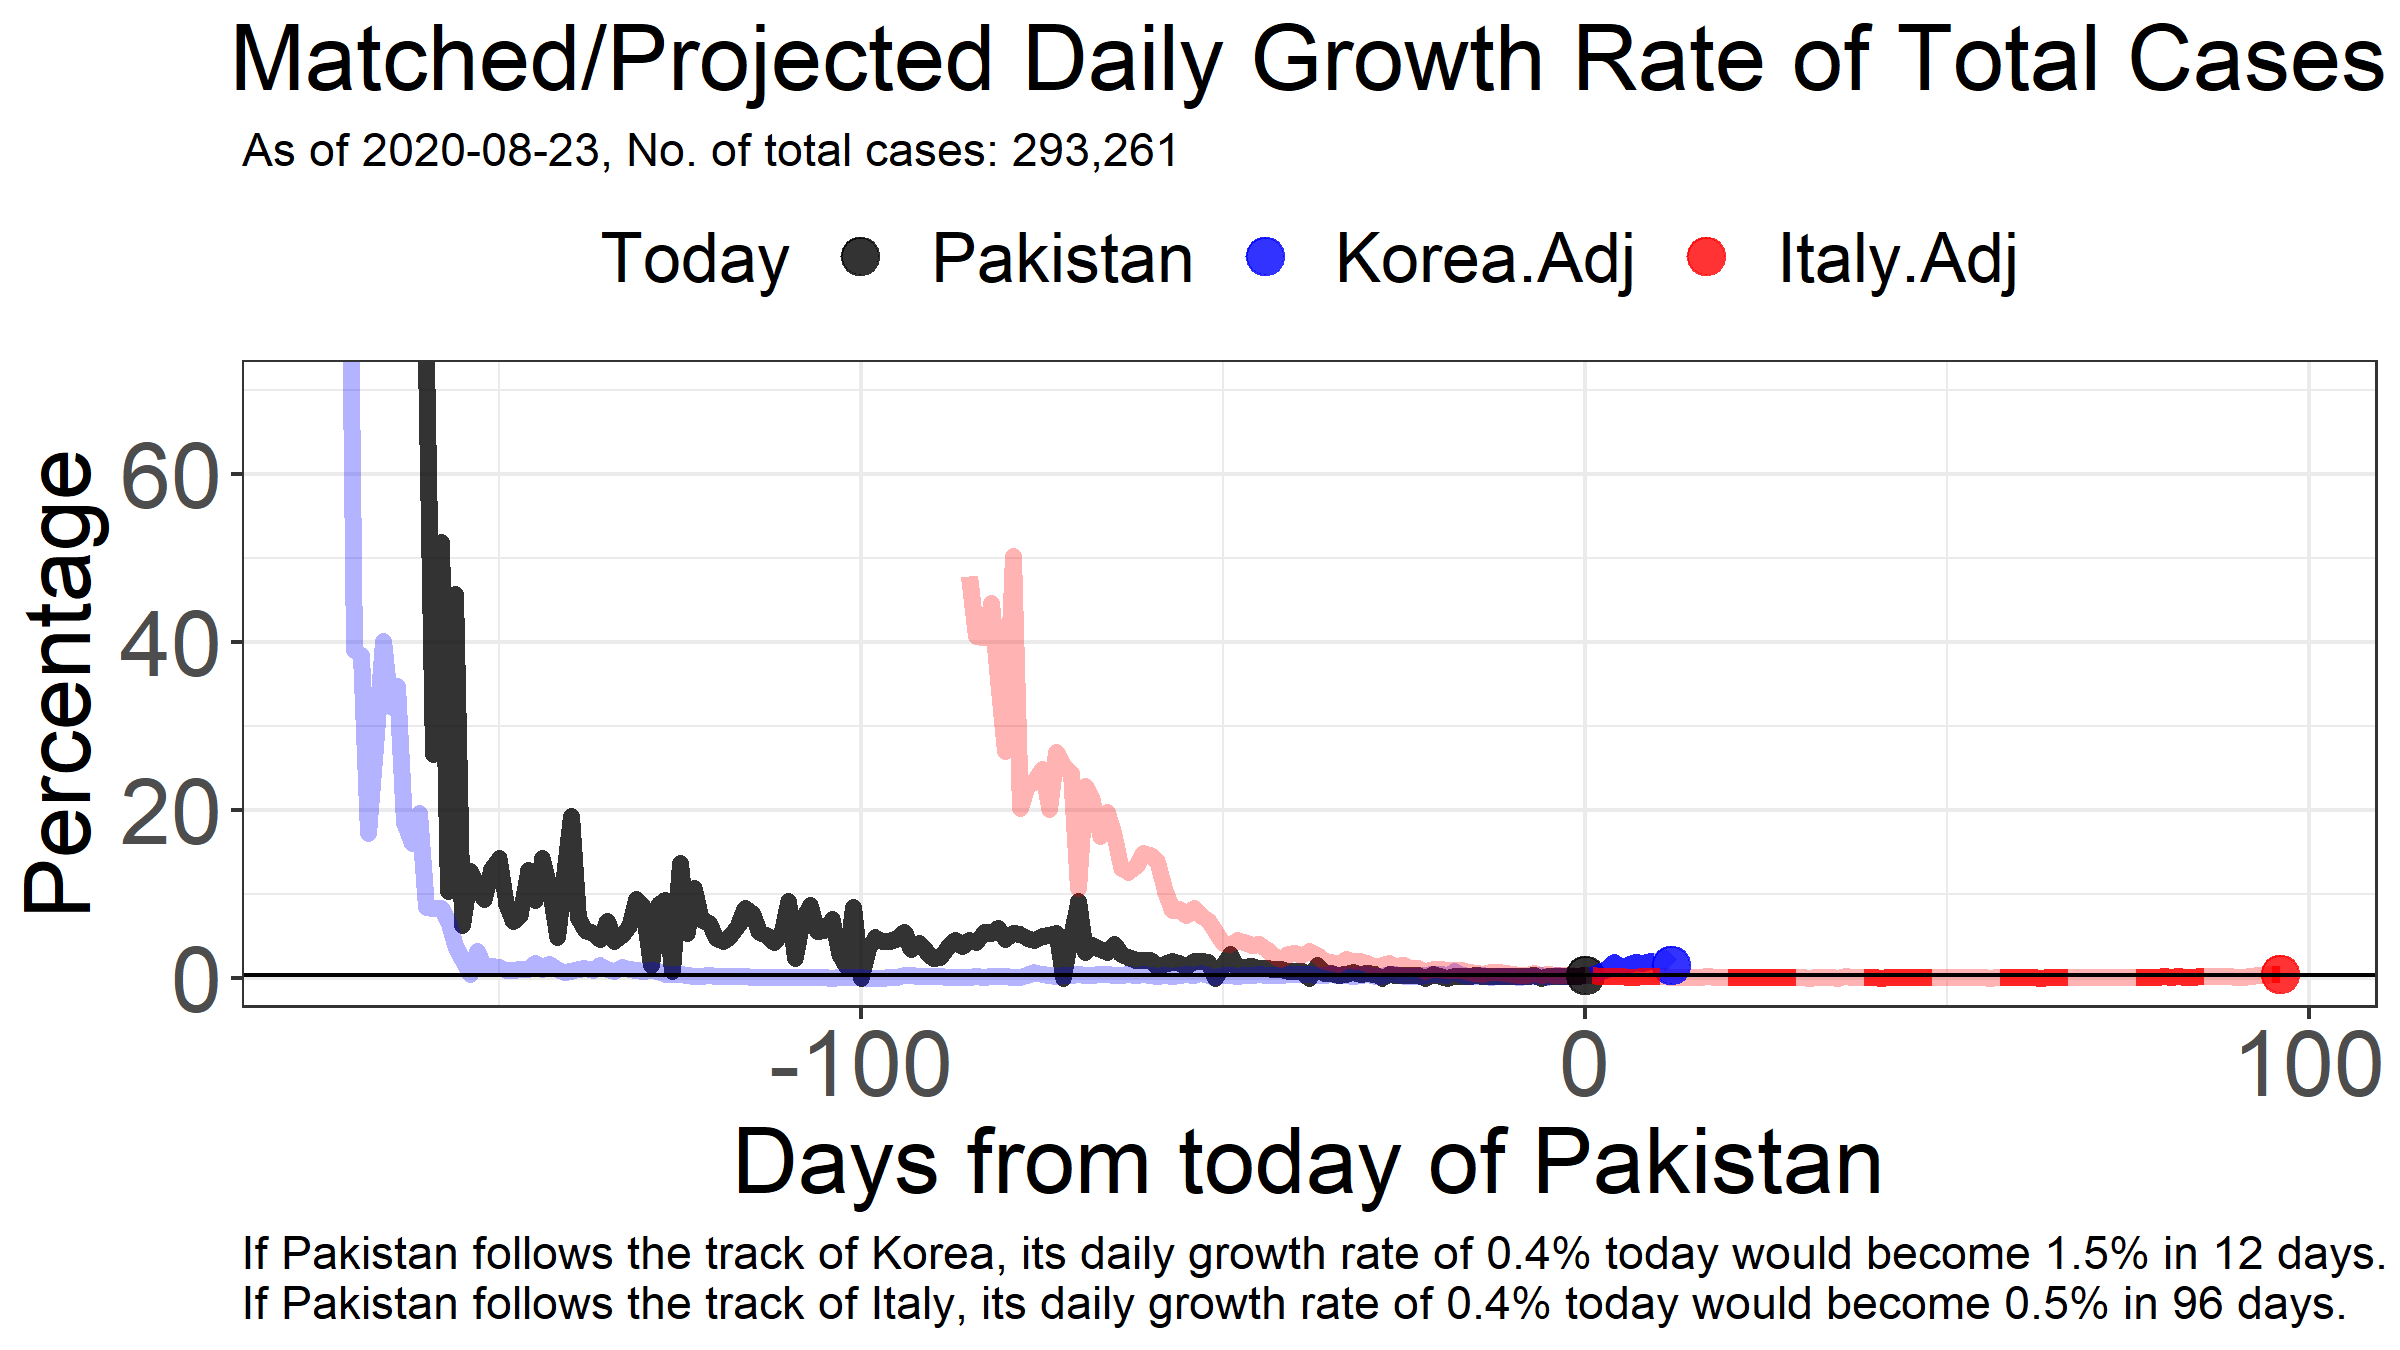 Matched/Projected Daily Growth Rate of Total Cases
As of 2020-08-23, No. of total cases: 293,261
Today Pakistan Korea.Adj Italy.Adj
Percentage
60
40
20
0
-100 0 100
Days from today of Pakistan
If Pakistan follows the track of Korea, its daily growth rate of 0.4% today would become 1.5% in 12 days.
If Pakistan follows the track of Italy, its daily growth rate of 0.4% today would become 0.5% in 96 days.